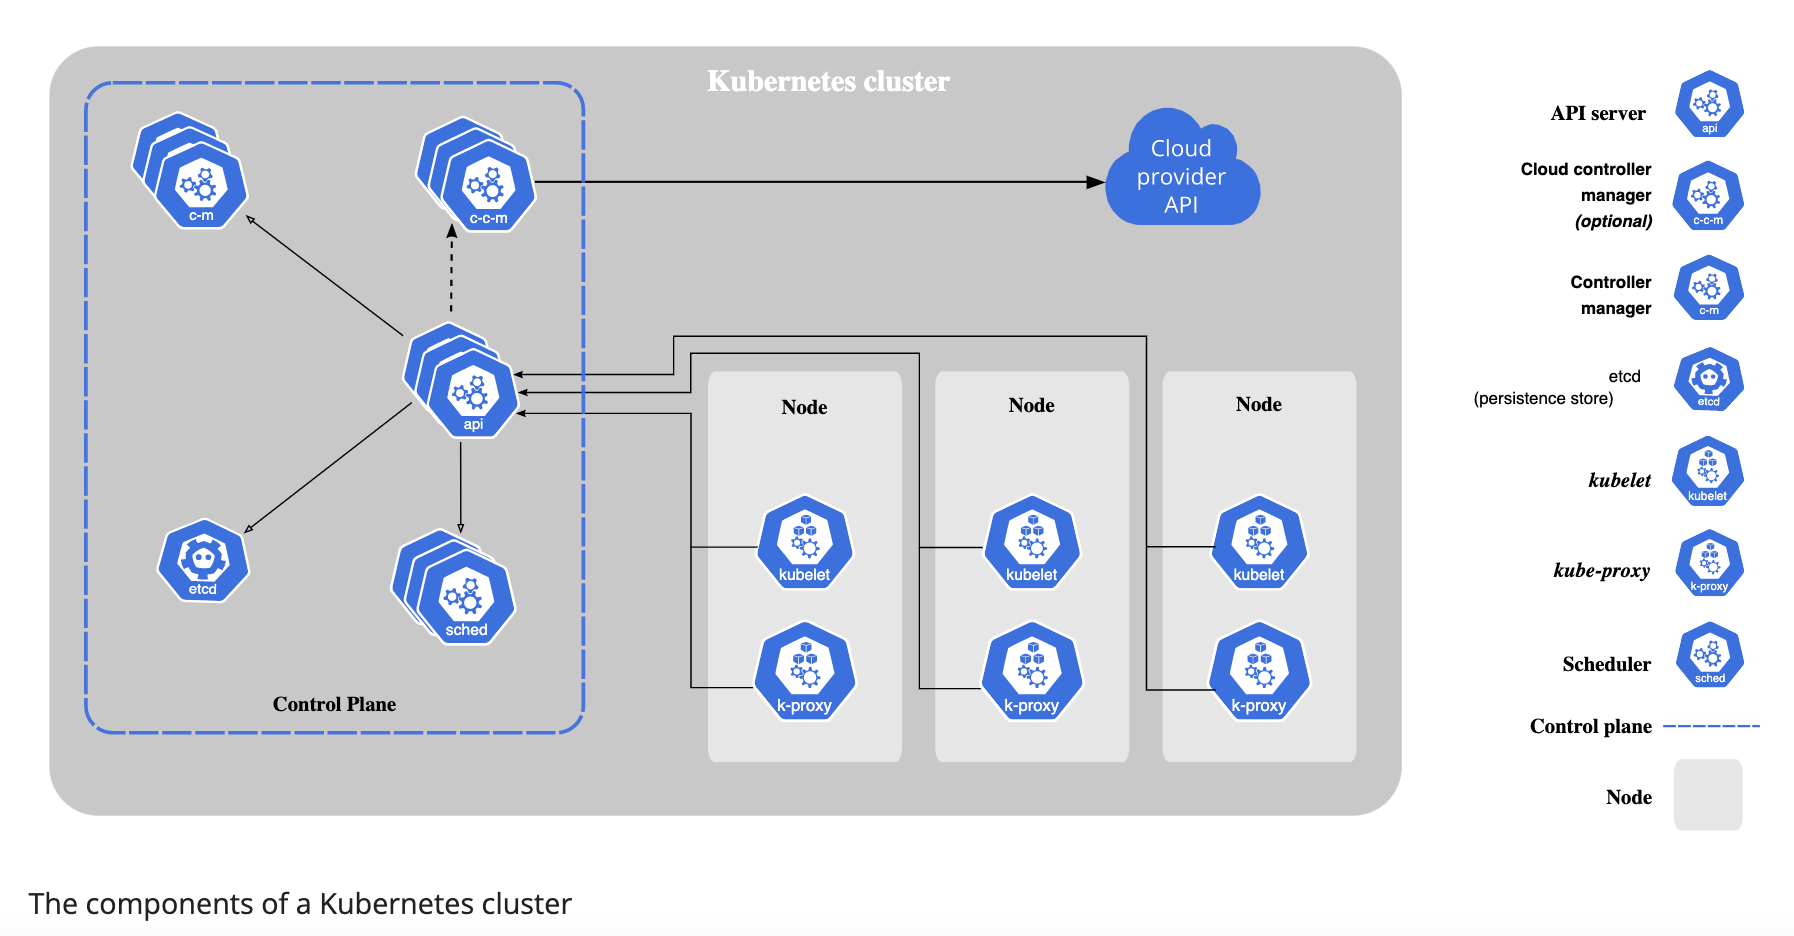 Kubernetes cluster
c-m
c-c-m
Cloud
provider
API
api
etcd
sched
Control Plane
Node
kubelet
k-proxy
Node
kubelet
k-proxy
Node
kubelet
k-proxy
API server
api
Cloud controller
manager
(optional)
c-c-m
Controller
manager
c-m
etcd
(persistence store)
etcd
kubelet
kubelet
kube-proxy
k-proxy
Scheduler
sched
Control plane
Node
The components of a Kubernetes cluster